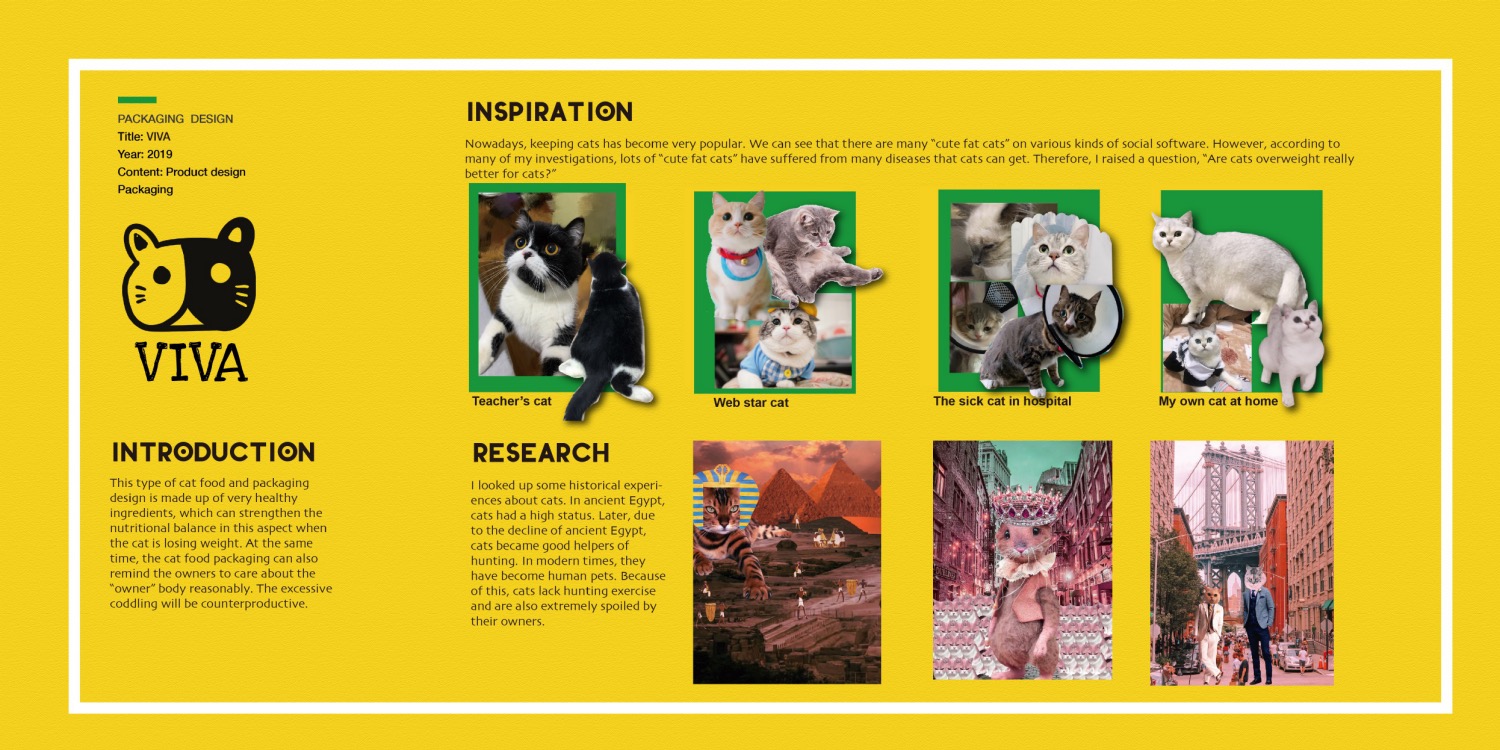 PACKAGING DESIGN
Title: VIVA
Year: 2019
Content: Product design
Packaging
VIVA
INTRODUCTION
This type of cat food and packaging
design is made up of very healthy
ingredients, which can strengthen the
nutritional balance in this aspect when
the cat is losing weight. At the same
time, the cat food packaging can also
remind the owners to care about the
“owner” body reasonably. The excessive
coddling will be counterproductive.
INSPIRATION
Nowadays, keeping cats has become very popular. We can see that there are many “cute fat cats” on various kinds of social software. However, according to
many of my investigations, lots of “cute fat cats” have suffered from many diseases that cats can get. Therefore, I raised a question, “Are cats overweight really
better for cats?”
Teacher’s cat
Web star cat
The sick cat in hospital
My own cat at home
RESEARCH
I looked up some historical experi-
ences about cats. In ancient Egypt,
cats had a high status. Later, due
to the decline of ancient Egypt,
cats became good helpers of
hunting. In modern times, they
have become human pets. Because
of this, cats lack hunting exercise
and are also extremely spoiled by
their owners.